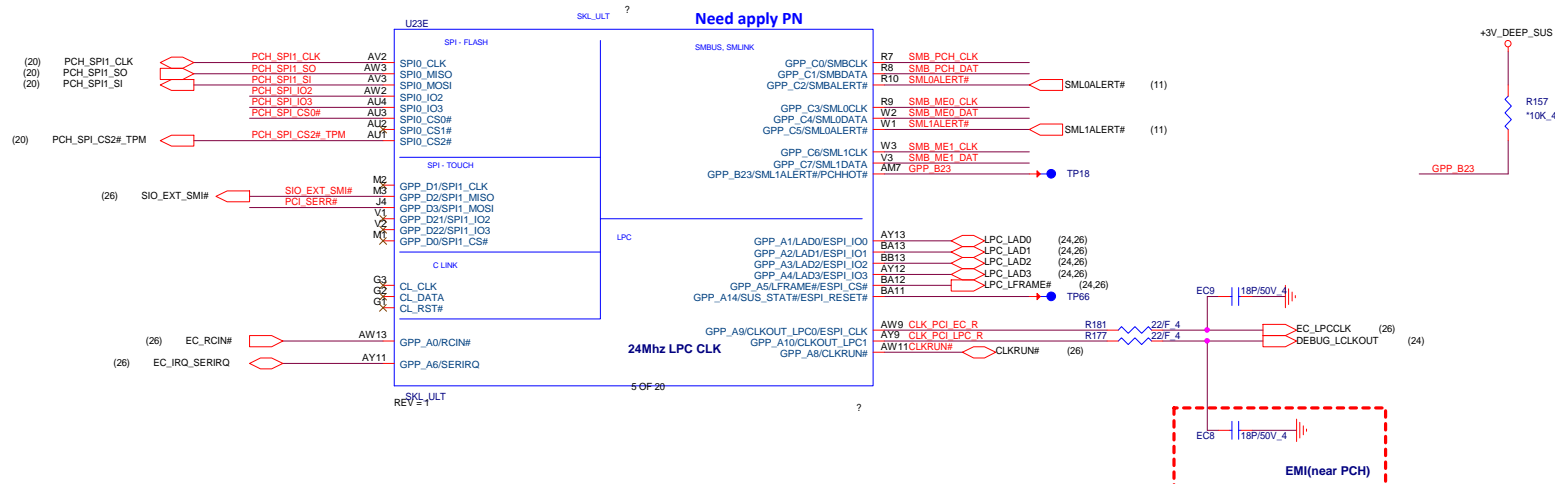 SKL_ULT
?
Need apply PN
U23E
SPI - FLASH
SMBUS, SMLINK
+3V_DEEP_SUS
(20) PCH_SPI1_CLK PCH_SPI1_CLK AV2 SPI0_CLK
(20) PCH_SPI1_SO PCH_SPI1_SO AW3 SPI0_MISO
(20) PCH_SPI1_SI PCH_SPI1_SI AV3 SPI0_MOSI
PCH_SPI_IO2 AW2 SPI0_IO2
PCH_SPI_IO3 AU4 SPI0_IO3
PCH_SPI_CS0# AU3 SPI0_CS0#
AU2 SPI0_CS1#
(20) PCH_SPI_CS2#_TPM PCH_SPI_CS2#_TPM AU1 SPI0_CS2#
GPP_C0/SMBCLK R7 SMB_PCH_CLK
GPP_C1/SMBDATA R8 SMB_PCH_DAT
GPP_C2/SMBALERT# R10 SML0ALERT# SML0ALERT# (11)
GPP_C3/SML0CLK R9 SMB_ME0_CLK
GPP_C4/SML0DATA W2 SMB_ME0_DAT
GPP_C5/SML0ALERT# W1 SML1ALERT# SML1ALERT# (11)
GPP_C6/SML1CLK W3 SMB_ME1_CLK
GPP_C7/SML1DATA V3 SMB_ME1_DAT
GPP_B23/SML1ALERT#/PCHHOT# AM7 GPP_B23 TP18
R157
*10K_4
GPP_B23
SPI - TOUCH
M2 GPP_D1/SPI1_CLK
(26) SIO_EXT_SMI# SIO_EXT_SMI# M3 GPP_D2/SPI1_MISO
PCI_SERR# J4 GPP_D3/SPI1_MOSI
V1 GPP_D21/SPI1_IO2
V2 GPP_D22/SPI1_IO3
M1 GPP_D0/SPI1_CS#
LPC
GPP_A1/LAD0/ESPI_IO0 AY13 LPC_LAD0 (24,26)
GPP_A2/LAD1/ESPI_IO1 BA13 LPC_LAD1 (24,26)
GPP_A3/LAD2/ESPI_IO2 BB13 LPC_LAD2 (24,26)
GPP_A4/LAD3/ESPI_IO3 AY12 LPC_LAD3 (24,26)
GPP_A5/LFRAME#/ESPI_CS# BA12 LPC_LFRAME# (24,26)
GPP_A14/SUS_STAT#/ESPI_RESET# BA11 TP66
C LINK
G3 CL_CLK
G2 CL_DATA
G1 CL_RST#
EC9 18P/50V_4
(26) EC_RCIN# AW13 GPP_A0/RCIN#
(26) EC_IRQ_SERIRQ AY11 GPP_A6/SERIRQ
24Mhz LPC CLK
GPP_A9/CLKOUT_LPC0/ESPI_CLK AW9 CLK_PCI_EC_R R181 22/F_4 EC_LPCCLK (26)
GPP_A10/CLKOUT_LPC1 AY9 CLK_PCI_LPC_R R177 22/F_4 DEBUG_LCLKOUT (24)
GPP_A8/CLKRUN# AW11 CLKRUN# CLKRUN# (26)
5 OF 20
SKL_ULT
REV = 1
?
EC8 18P/50V_4
EMI(near PCH)